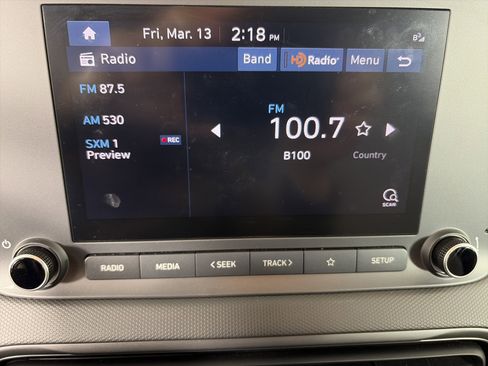 Fri, Mar. 13 2:18 PM B
Radio Band HD Radio Menu
FM 87.5
AM 530
SXM 1
Preview
REC
FM
100.7
B100 Country
SCAN
RADIO MEDIA <SEEK TRACK> SETUP